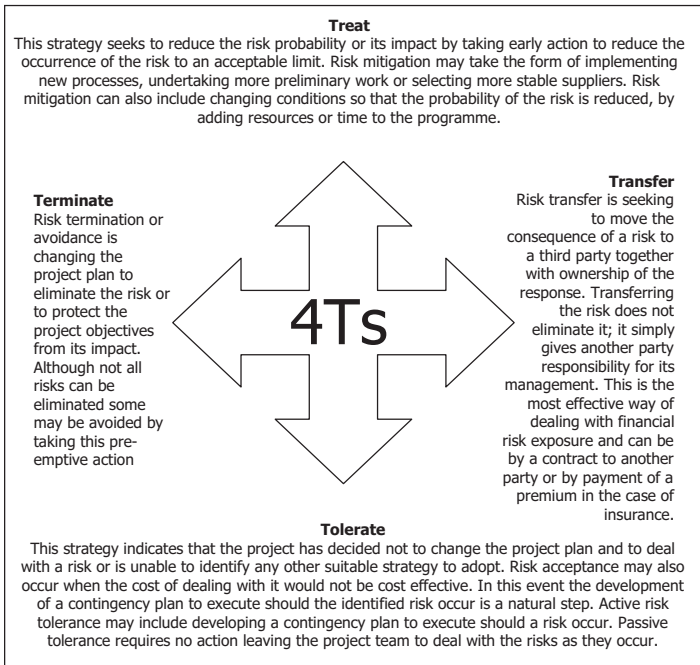 Treat
This strategy seeks to reduce the risk probability or its impact by taking early action to reduce the
occurrence of the risk to an acceptable limit. Risk mitigation may take the form of implementing
new processes, undertaking more preliminary work or selecting more stable suppliers. Risk
mitigation can also include changing conditions so that the probability of the risk is reduced, by
adding resources or time to the programme.
Terminate
Risk termination or
avoidance is
changing the
project plan to
eliminate the risk or
to protect the
project objectives
from its impact.
Although not all
risks can be
eliminated some
may be avoided by
taking this pre-
emptive action
4Ts
Transfer
Risk transfer is seeking
to move the
consequence of a risk to
a third party together
with ownership of the
response. Transferring
the risk does not
eliminate it; it simply
gives another party
responsibility for its
management. This is the
most effective way of
dealing with financial
risk exposure and can be
by a contract to another
party or by payment of a
premium in the case of
insurance.
Tolerate
This strategy indicates that the project has decided not to change the project plan and to deal
with a risk or is unable to identify any other suitable strategy to adopt. Risk acceptance may also
occur when the cost of dealing with it would not be cost effective. In this event the development
of a contingency plan to execute should the identified risk occur is a natural step. Active risk
tolerance may include developing a contingency plan to execute should a risk occur. Passive
tolerance requires no action leaving the project team to deal with the risks as they occur.